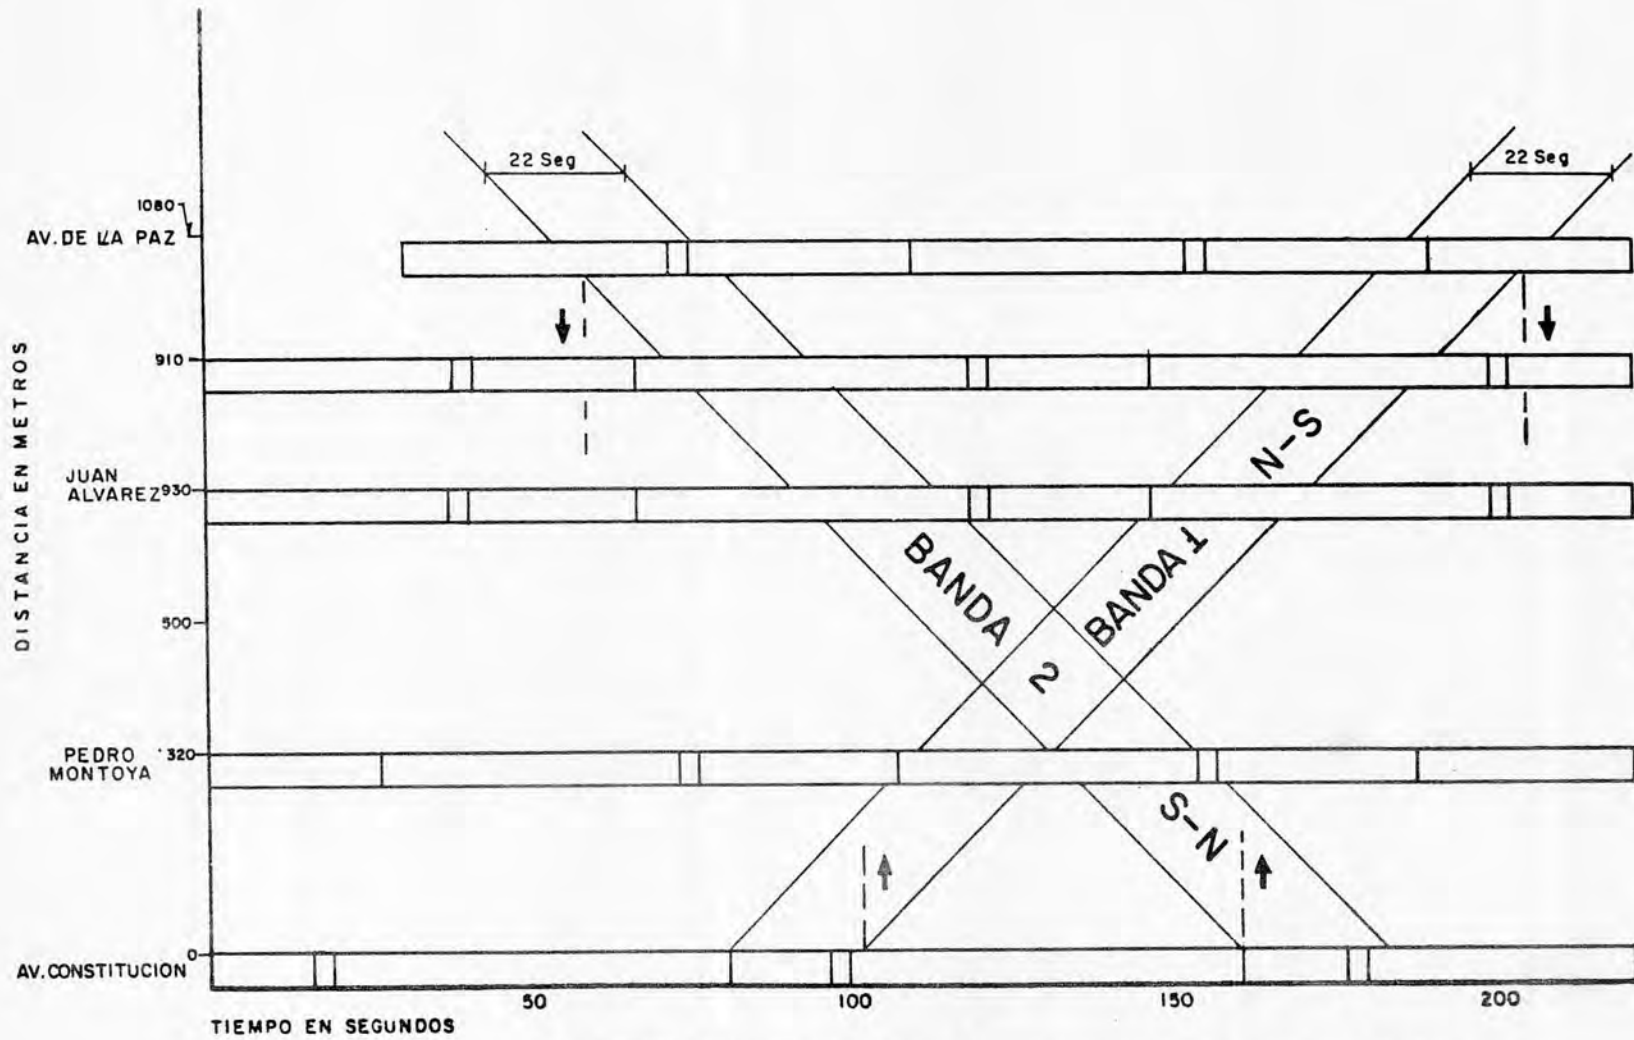 22 Seg
22 Seg
1080
AV. DE LA PAZ
910
DISTANCIA EN METROS
N-S
JUAN
ALVAREZ 930
BANDA 1
BANDA
2
500
PEDRO
MONTOYA
320
S-N
0
AV. CONSTITUCION
50
100
150
200
TIEMPO EN SEGUNDOS